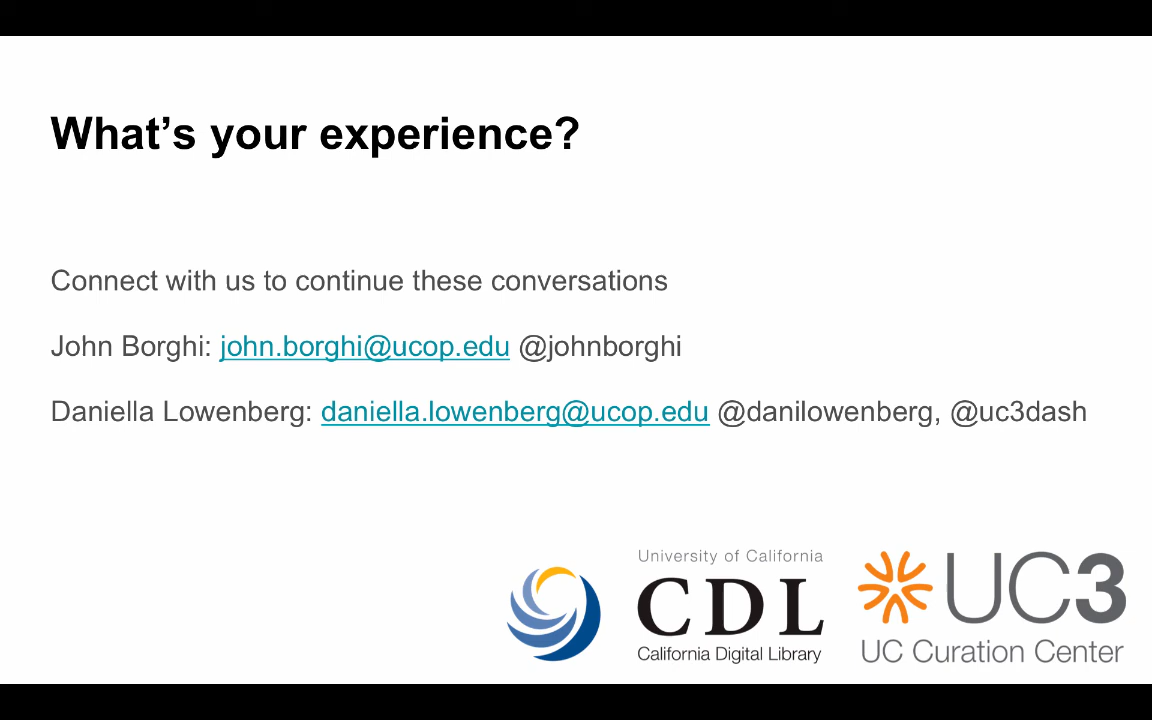 What’s your experience?
Connect with us to continue these conversations
John Borghi: john.borghi@ucop.edu @johnborghi
Daniella Lowenberg: daniella.lowenberg@ucop.edu @danilowenberg, @uc3dash
University of California
CDL
California Digital Library
UC3
UC Curation Center